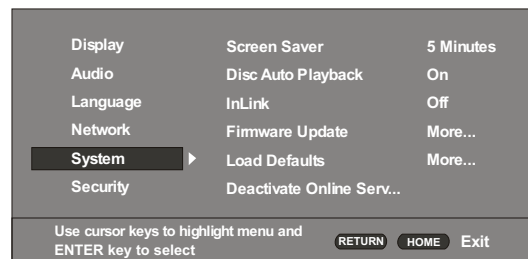 Display
Audio
Language
Network
System
Security
Screen Saver 5 Minutes
Disc Auto Playback On
InLink Off
Firmware Update More...
Load Defaults More...
Deactivate Online Serv...
Use cursor keys to highlight menu and
ENTER key to select
RETURN HOME Exit